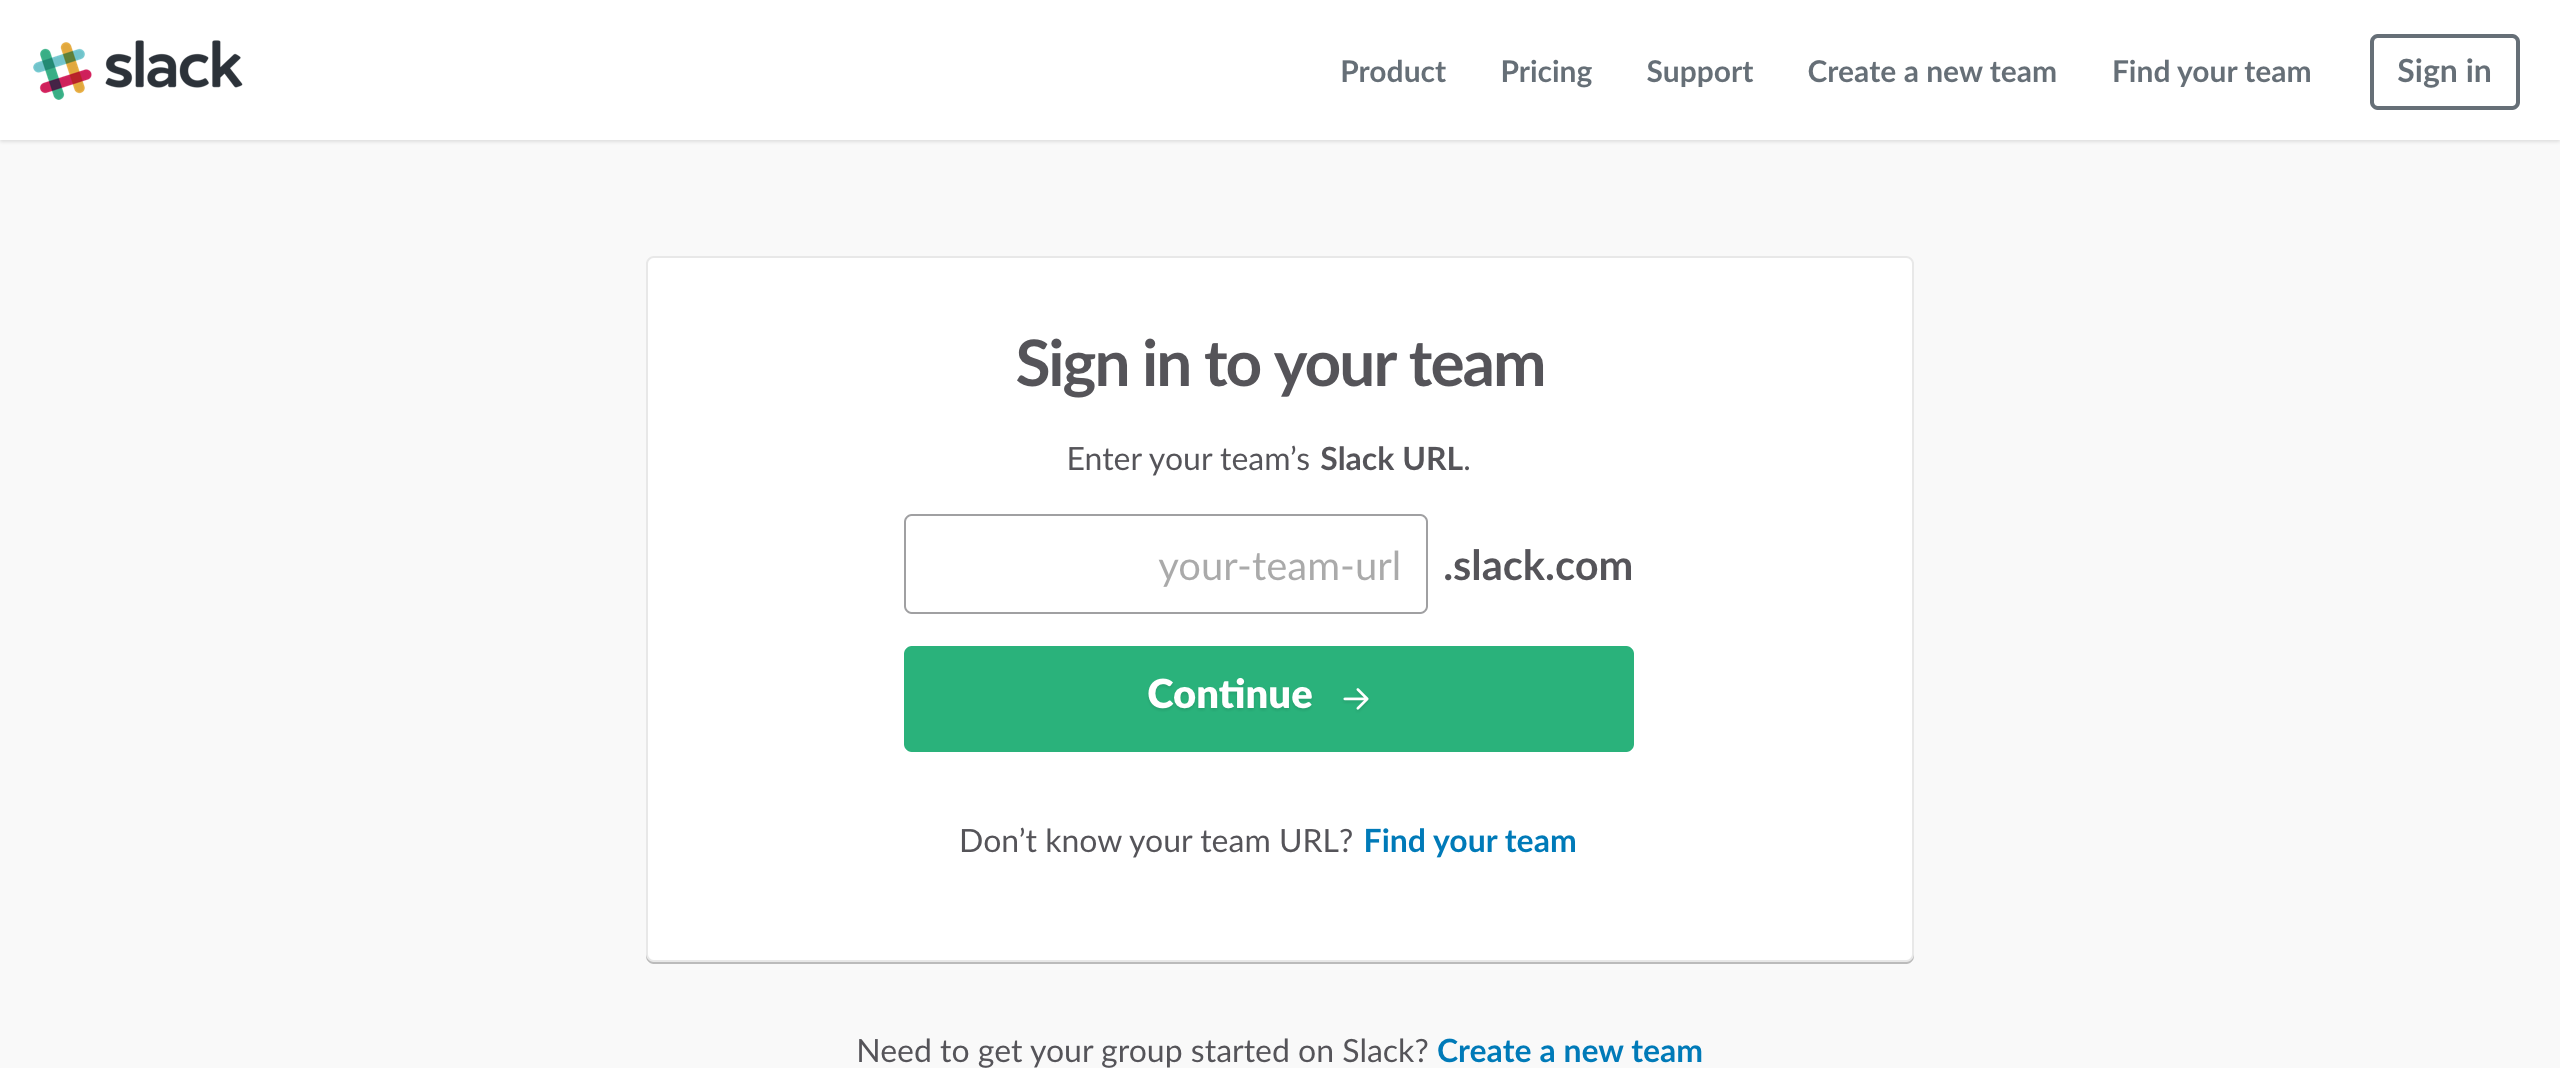 slack
Product Pricing Support Create a new team Find your team Sign in
Sign in to your team
Enter your team’s Slack URL.
your-team-url .slack.com
Continue →
Don’t know your team URL? Find your team
Need to get your group started on Slack? Create a new team